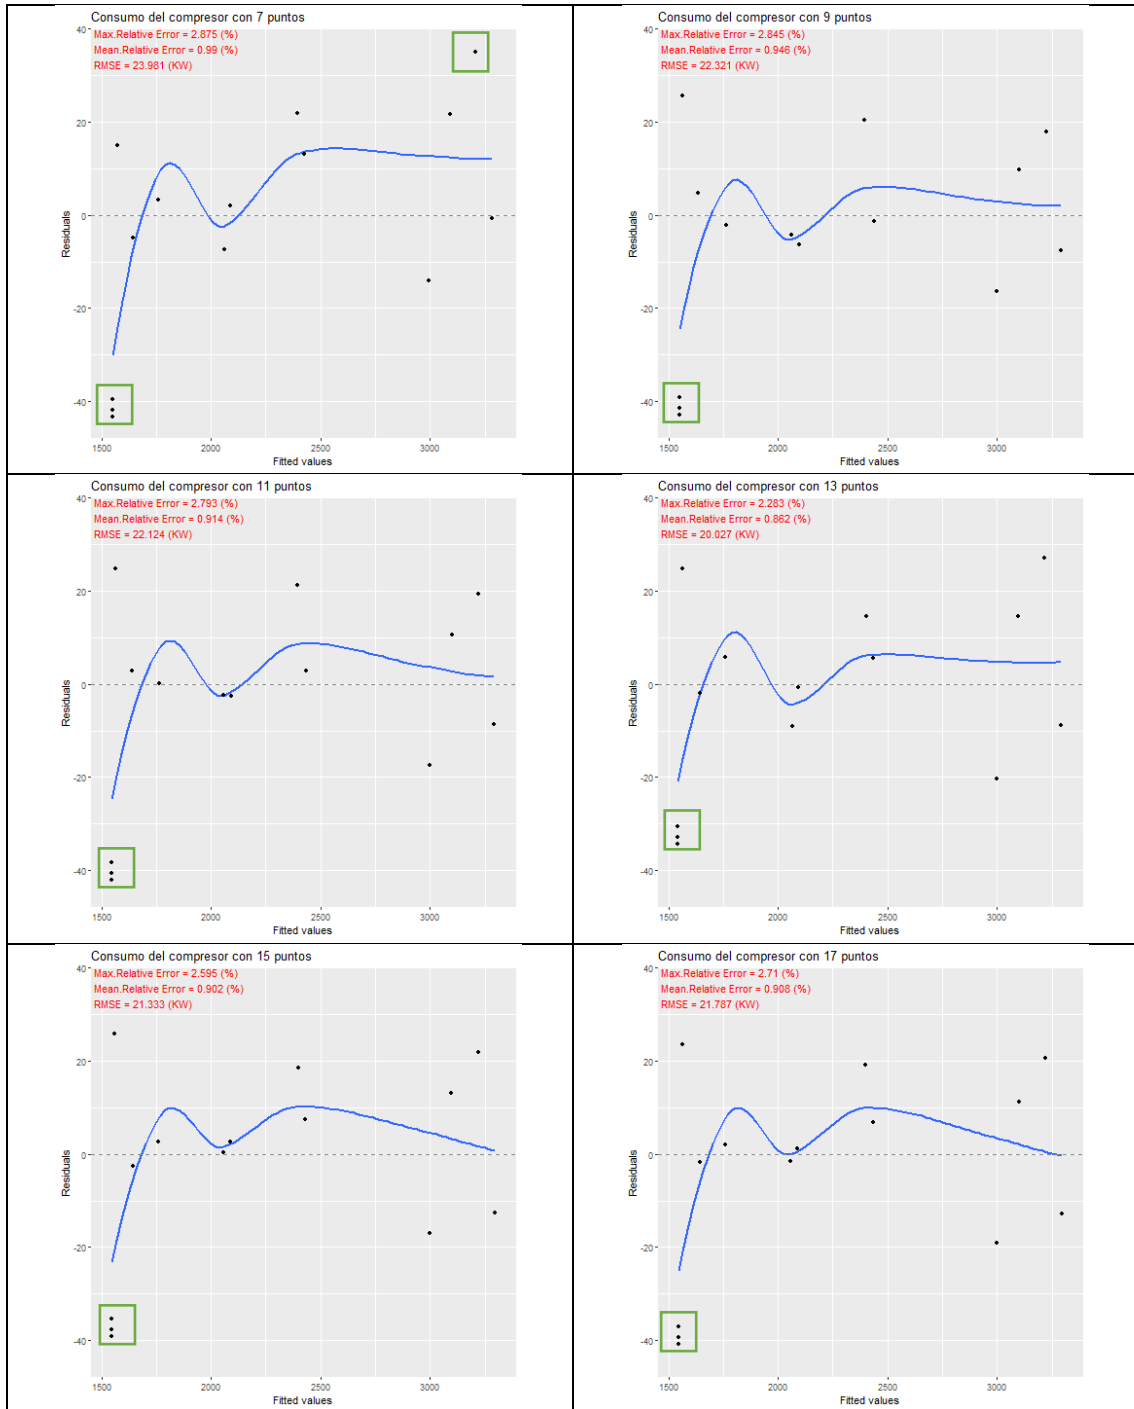 Consumo del compresor con 7 puntos
Max.Relative Error = 2.875 (%)
Mean.Relative Error = 0.99 (%)
RMSE = 23.981 (KW)
40
20
0
-20
-40
Residuals
1500 2000 2500 3000
Fitted values
Consumo del compresor con 9 puntos
Max.Relative Error = 2.845 (%)
Mean.Relative Error = 0.946 (%)
RMSE = 22.321 (KW)
40
20
0
-20
-40
Residuals
1500 2000 2500 3000
Fitted values
Consumo del compresor con 11 puntos
Max.Relative Error = 2.793 (%)
Mean.Relative Error = 0.914 (%)
RMSE = 22.124 (KW)
40
20
0
-20
-40
Residuals
1500 2000 2500 3000
Fitted values
Consumo del compresor con 13 puntos
Max.Relative Error = 2.283 (%)
Mean.Relative Error = 0.862 (%)
RMSE = 20.027 (KW)
40
20
0
-20
-40
Residuals
1500 2000 2500 3000
Fitted values
Consumo del compresor con 15 puntos
Max.Relative Error = 2.595 (%)
Mean.Relative Error = 0.902 (%)
RMSE = 21.333 (KW)
40
20
0
-20
-40
Residuals
1500 2000 2500 3000
Fitted values
Consumo del compresor con 17 puntos
Max.Relative Error = 2.71 (%)
Mean.Relative Error = 0.908 (%)
RMSE = 21.787 (KW)
40
20
0
-20
-40
Residuals
1500 2000 2500 3000
Fitted values